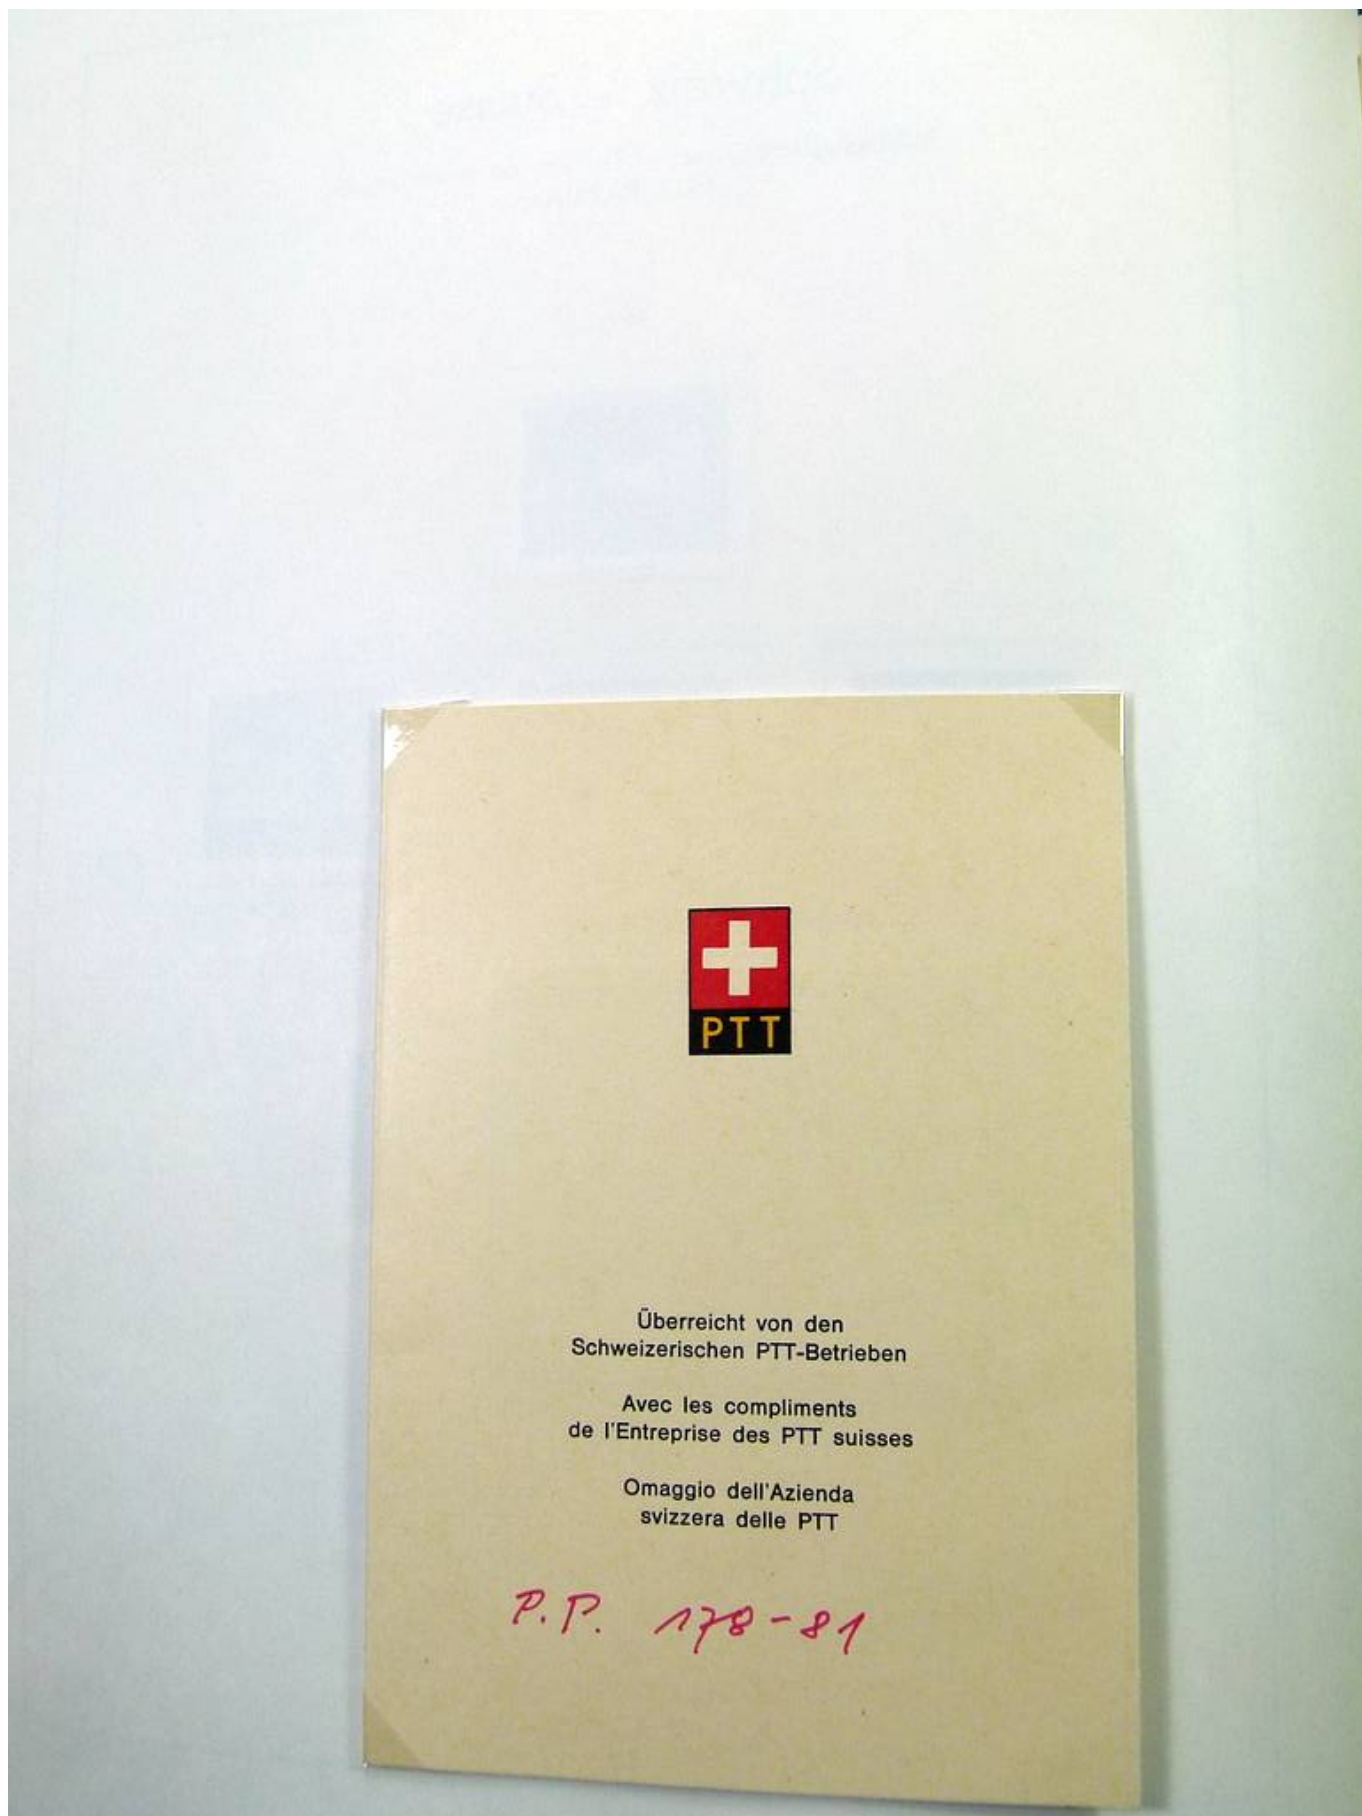 PTT
Überreicht von den
Schweizerischen PTT-Betrieben
Avec les compliments
de l'Entreprise des PTT suisses
Omaggio dell'Azienda
svizzera delle PTT
P.P. 178-81